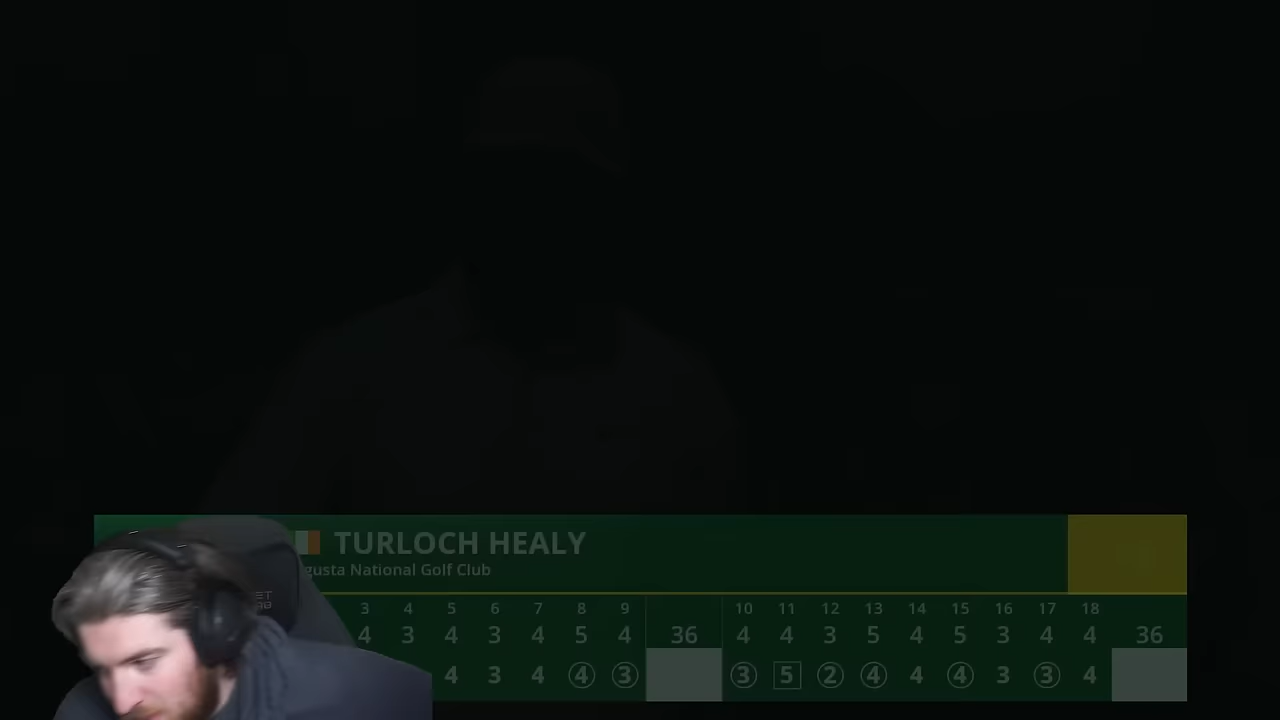 TURLOCH HEALY
gusta National Golf Club
3 4 5 6 7 8 9 10 11 12 13 14 15 16 17 18
4 3 4 3 4 5 4 36 4 4 3 5 4 5 3 4 4 36
4 3 4 4 3 3 5 2 4 4 4 3 3 4